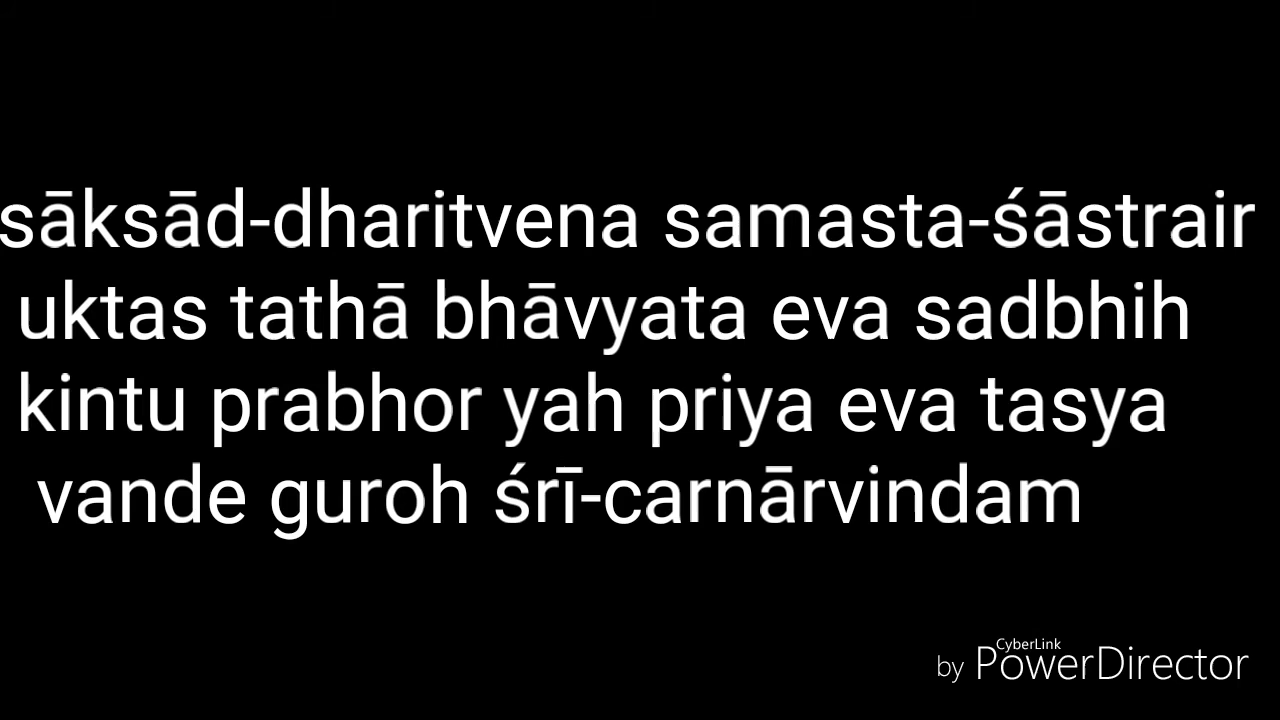 sāksād-dharitvena samasta-śāstrair
uktas tathā bhāvyata eva sadbhih
kintu prabhor yah priya eva tasya
vande guroh śrī-carnārvindam
CyberLink
by PowerDirector